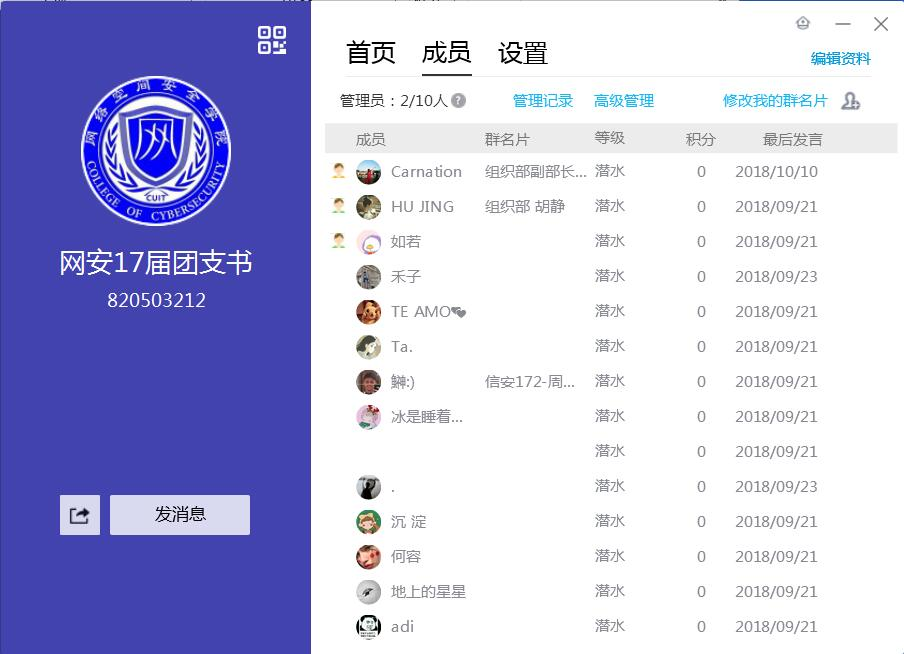 网络空间安全学院
CUIT
COLLEGE OF CYBERSECURITY
网安17届团支书
820503212
发消息
首页 成员 设置
编辑资料
管理员：2/10人 管理记录 高级管理 修改我的群名片
成员 群名片 等级 积分 最后发言
Carnation 组织部副部长... 潜水 0 2018/10/10
HU JING 组织部 胡静 潜水 0 2018/09/21
如若 潜水 0 2018/09/21
禾子 潜水 0 2018/09/23
TE AMO 潜水 0 2018/09/21
Ta. 潜水 0 2018/09/21
:) 信安172-周... 潜水 0 2018/09/21
冰是睡着... 潜水 0 2018/09/21
潜水 0 2018/09/21
. 潜水 0 2018/09/23
沉 淀 潜水 0 2018/09/21
何容 潜水 0 2018/09/21
地上的星星 潜水 0 2018/09/21
adi 潜水 0 2018/09/21